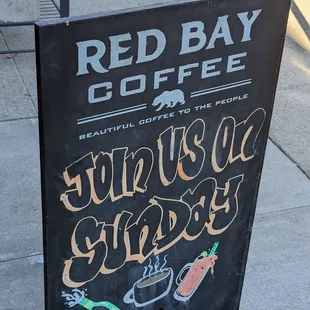 RED BAY
COFFEE
BEAUTIFUL COFFEE TO THE PEOPLE
JOiN US ON
SUNDAY